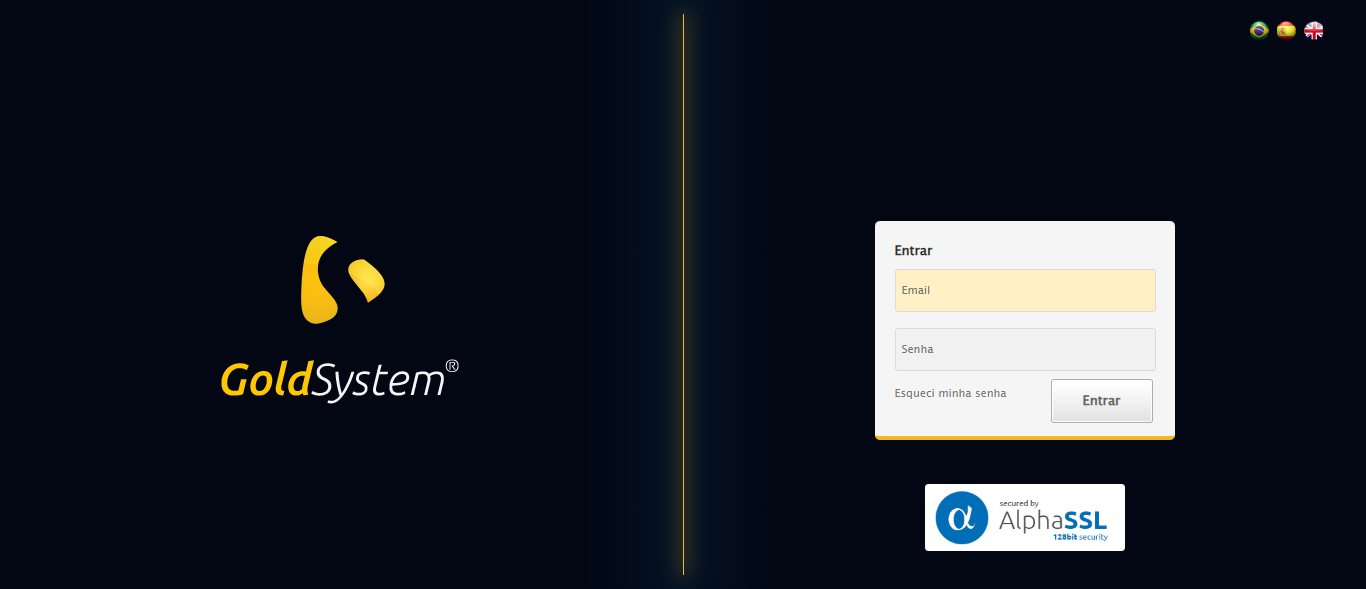 GoldSystem®
Entrar
Email
Senha
Esqueci minha senha
Entrar
α
secured by
AlphaSSL
128bit security